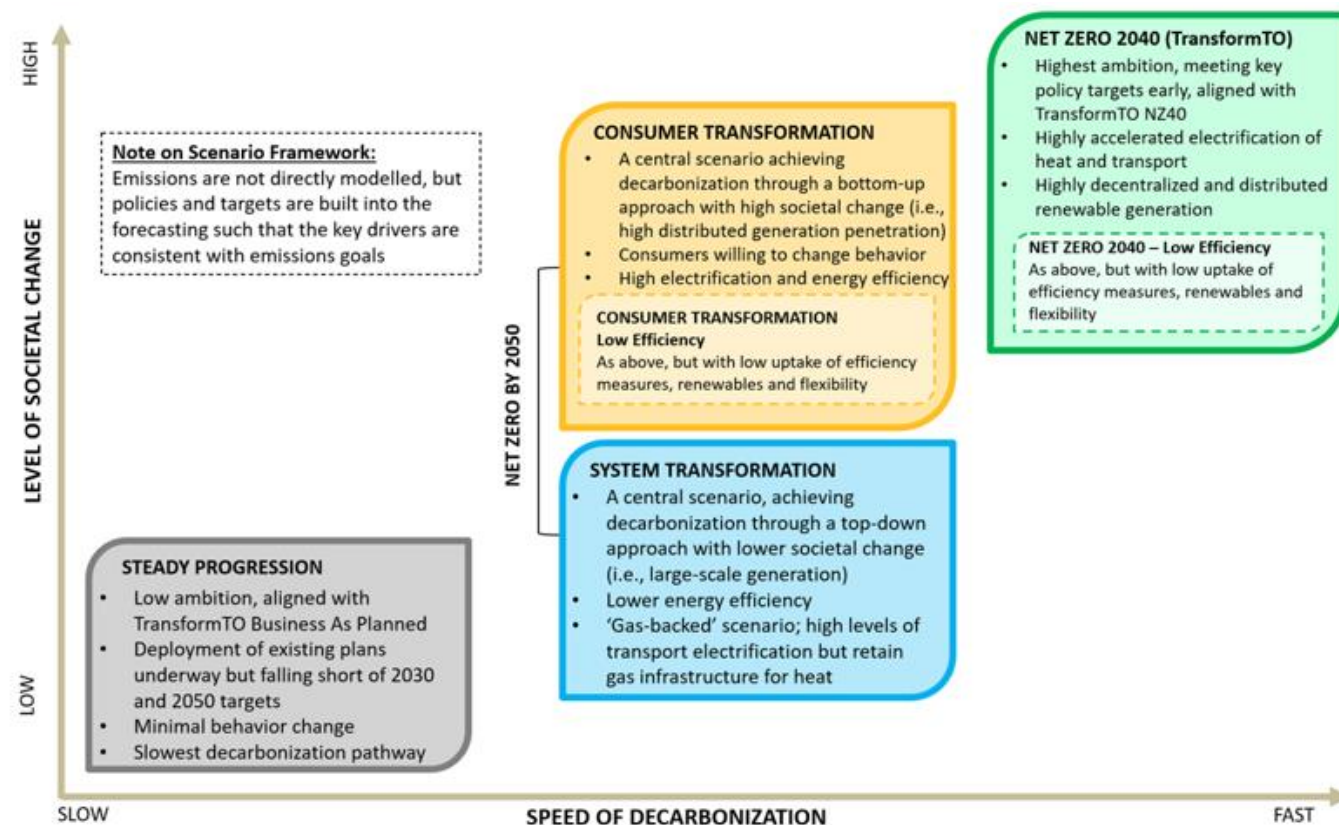 HIGH
LEVEL OF SOCIETAL CHANGE
LOW
Note on Scenario Framework:
Emissions are not directly modelled, but
policies and targets are built into the
forecasting such that the key drivers are
consistent with emissions goals
STEADY PROGRESSION
• Low ambition, aligned with
TransformTO Business As Planned
• Deployment of existing plans
underway but falling short of 2030
and 2050 targets
• Minimal behavior change
• Slowest decarbonization pathway
NET ZERO BY 2050
CONSUMER TRANSFORMATION
• A central scenario achieving
decarbonization through a bottom-up
approach with high societal change (i.e.,
high distributed generation penetration)
• Consumers willing to change behavior
• High electrification and energy efficiency
CONSUMER TRANSFORMATION
Low Efficiency
As above, but with low uptake of efficiency
measures, renewables and flexibility
SYSTEM TRANSFORMATION
• A central scenario, achieving
decarbonization through a top-down
approach with lower societal change
(i.e., large-scale generation)
• Lower energy efficiency
• ‘Gas-backed’ scenario; high levels of
transport electrification but retain
gas infrastructure for heat
NET ZERO 2040 (TransformTO)
• Highest ambition, meeting key
policy targets early, aligned with
TransformTO NZ40
• Highly accelerated electrification of
heat and transport
• Highly decentralized and distributed
renewable generation
NET ZERO 2040 – Low Efficiency
As above, but with low uptake of
efficiency measures, renewables and
flexibility
SLOW
SPEED OF DECARBONIZATION
FAST